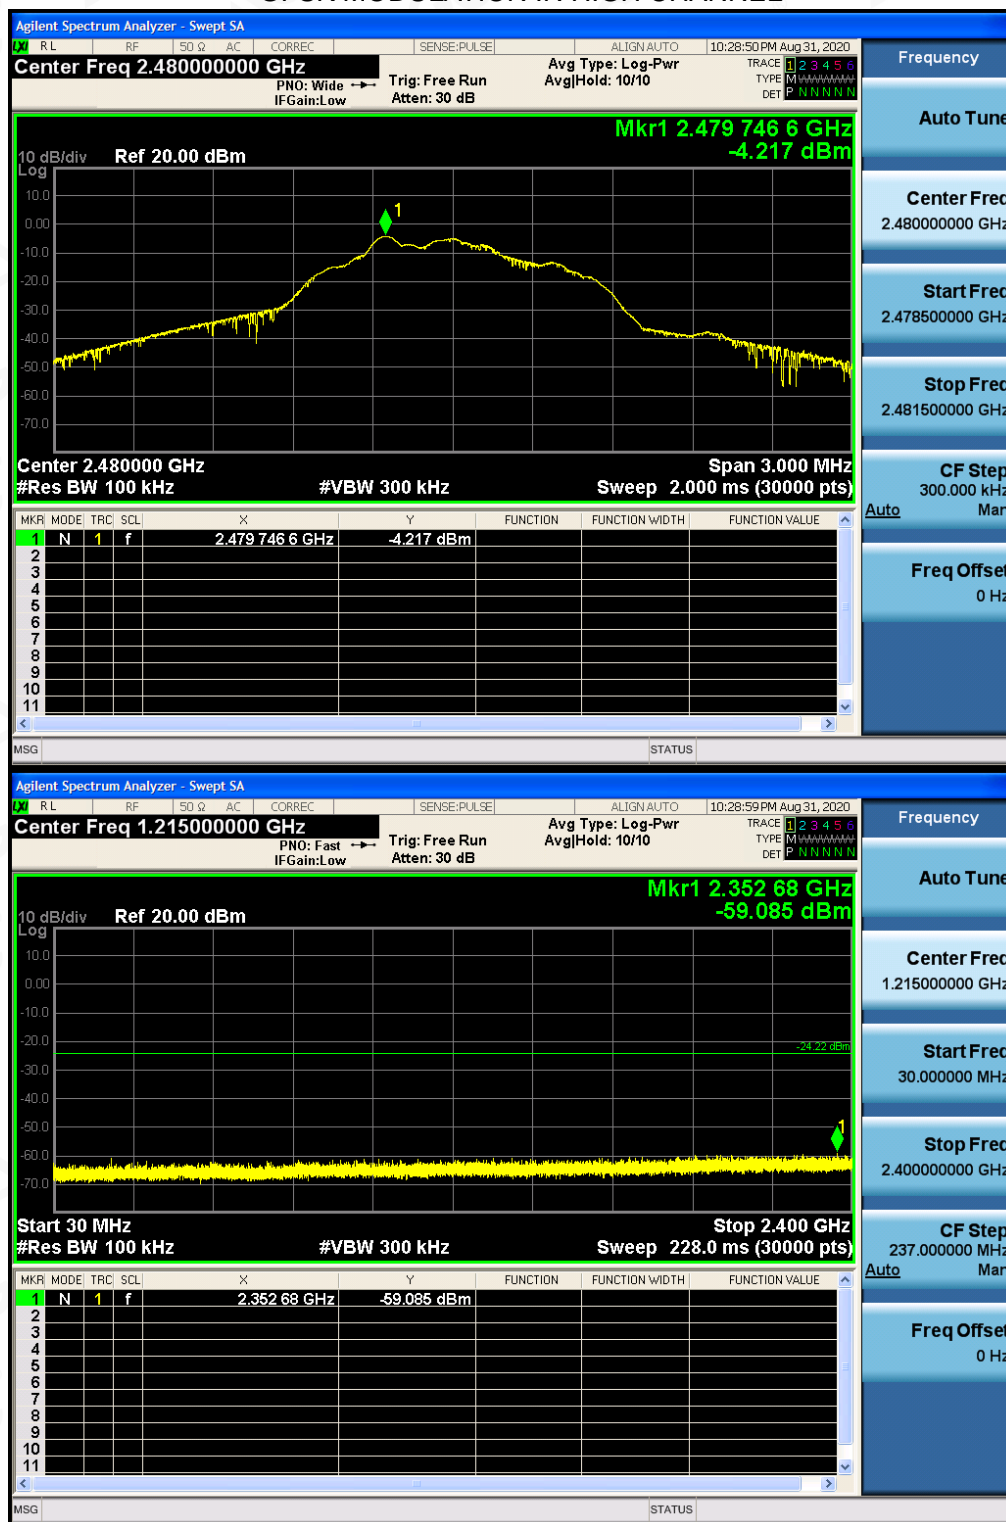 Agilent Spectrum Analyzer - Swept SA
LXI RL RF 50 Ω AC CORREC SENSE:PULSE ALIGN AUTO 10:28:50 PM Aug 31, 2020
Center Freq 2.480000000 GHz
PNO: Wide
IFGain:Low
Trig: Free Run
Atten: 30 dB
Avg Type: Log-Pwr
Avg|Hold: 10/10
TRACE 1 2 3 4 5 6
TYPE M
DET P N N N N N
Frequency
Mkr1 2.479 746 6 GHz
-4.217 dBm
10 dB/div Ref 20.00 dBm
Log
10.0
0.00
-10.0
-20.0
-30.0
-40.0
-50.0
-60.0
-70.0
1
Center 2.480000 GHz Span 3.000 MHz
#Res BW 100 kHz #VBW 300 kHz Sweep 2.000 ms (30000 pts)
MKR MODE TRC SCL X Y FUNCTION FUNCTION WIDTH FUNCTION VALUE
1 N 1 f 2.479 746 6 GHz -4.217 dBm
2
3
4
5
6
7
8
9
10
11
MSG STATUS
Auto Tune
Center Freq
2.480000000 GHz
Start Freq
2.478500000 GHz
Stop Freq
2.481500000 GHz
CF Step
300.000 kHz
Auto Man
Freq Offset
0 Hz
Agilent Spectrum Analyzer - Swept SA
LXI RL RF 50 Ω AC CORREC SENSE:PULSE ALIGN AUTO 10:28:59 PM Aug 31, 2020
Center Freq 1.215000000 GHz
PNO: Fast
IFGain:Low
Trig: Free Run
Atten: 30 dB
Avg Type: Log-Pwr
Avg|Hold: 10/10
TRACE 1 2 3 4 5 6
TYPE M
DET P N N N N N
Frequency
Mkr1 2.352 68 GHz
-59.085 dBm
10 dB/div Ref 20.00 dBm
Log
10.0
0.00
-10.0
-20.0
-30.0
-40.0
-50.0
-60.0
-70.0
-24.22 dBm
1
Start 30 MHz Stop 2.400 GHz
#Res BW 100 kHz #VBW 300 kHz Sweep 228.0 ms (30000 pts)
MKR MODE TRC SCL X Y FUNCTION FUNCTION WIDTH FUNCTION VALUE
1 N 1 f 2.352 68 GHz -59.085 dBm
2
3
4
5
6
7
8
9
10
11
MSG STATUS
Auto Tune
Center Freq
1.215000000 GHz
Start Freq
30.000000 MHz
Stop Freq
2.400000000 GHz
CF Step
237.000000 MHz
Auto Man
Freq Offset
0 Hz